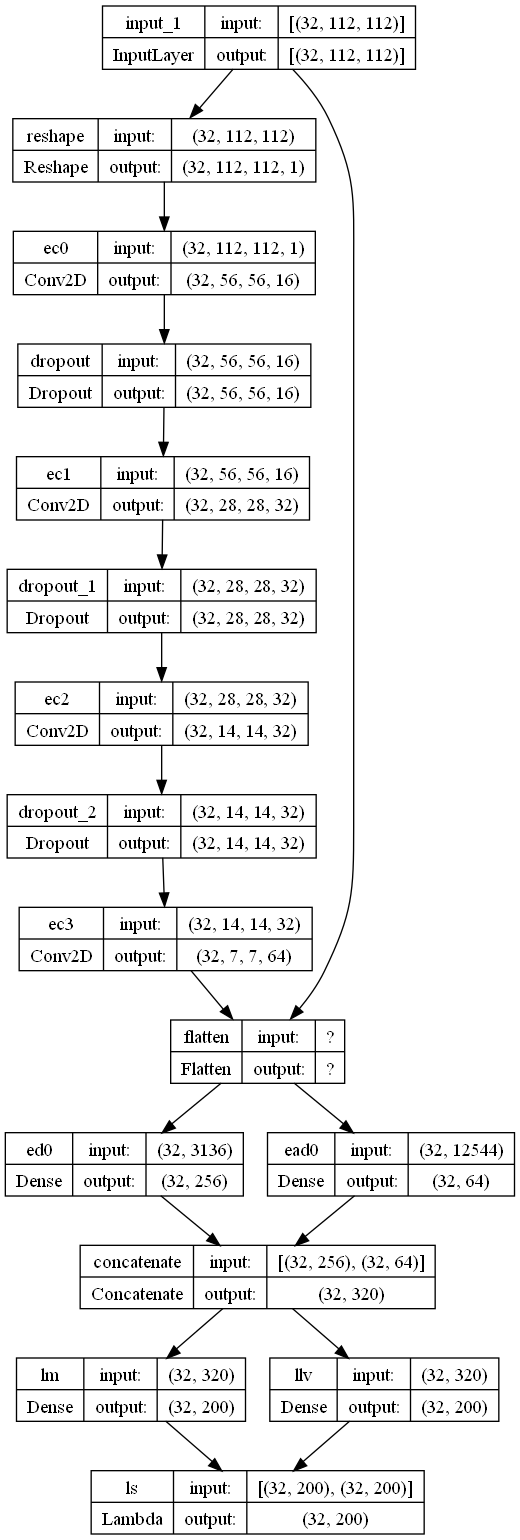 input_1 input: [(32, 112, 112)]
InputLayer output: [(32, 112, 112)]
reshape input: (32, 112, 112)
Reshape output: (32, 112, 112, 1)
ec0 input: (32, 112, 112, 1)
Conv2D output: (32, 56, 56, 16)
dropout input: (32, 56, 56, 16)
Dropout output: (32, 56, 56, 16)
ec1 input: (32, 56, 56, 16)
Conv2D output: (32, 28, 28, 32)
dropout_1 input: (32, 28, 28, 32)
Dropout output: (32, 28, 28, 32)
ec2 input: (32, 28, 28, 32)
Conv2D output: (32, 14, 14, 32)
dropout_2 input: (32, 14, 14, 32)
Dropout output: (32, 14, 14, 32)
ec3 input: (32, 14, 14, 32)
Conv2D output: (32, 7, 7, 64)
flatten input: ?
Flatten output: ?
ed0 input: (32, 3136)
Dense output: (32, 256)
ead0 input: (32, 12544)
Dense output: (32, 64)
concatenate input: [(32, 256), (32, 64)]
Concatenate output: (32, 320)
lm input: (32, 320)
Dense output: (32, 200)
llv input: (32, 320)
Dense output: (32, 200)
ls input: [(32, 200), (32, 200)]
Lambda output: (32, 200)